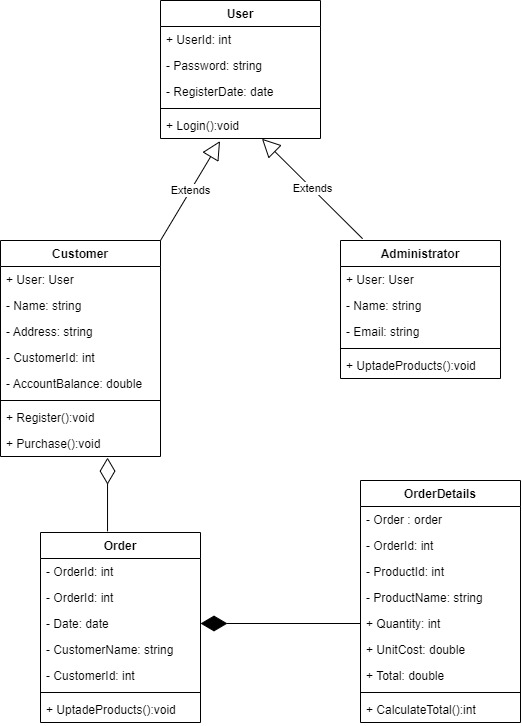 User
+ UserId: int
- Password: string
- RegisterDate: date
+ Login():void
Extends
Extends
Customer
+ User: User
- Name: string
- Address: string
- CustomerId: int
- AccountBalance: double
+ Register():void
+ Purchase():void
Administrator
+ User: User
- Name: string
- Email: string
+ UptadeProducts():void
Order
- OrderId: int
- OrderId: int
- Date: date
- CustomerName: string
- CustomerId: int
+ UptadeProducts():void
OrderDetails
- Order : order
- OrderId: int
- ProductId: int
- ProductName: string
+ Quantity: int
+ UnitCost: double
+ Total: double
+ CalculateTotal():int